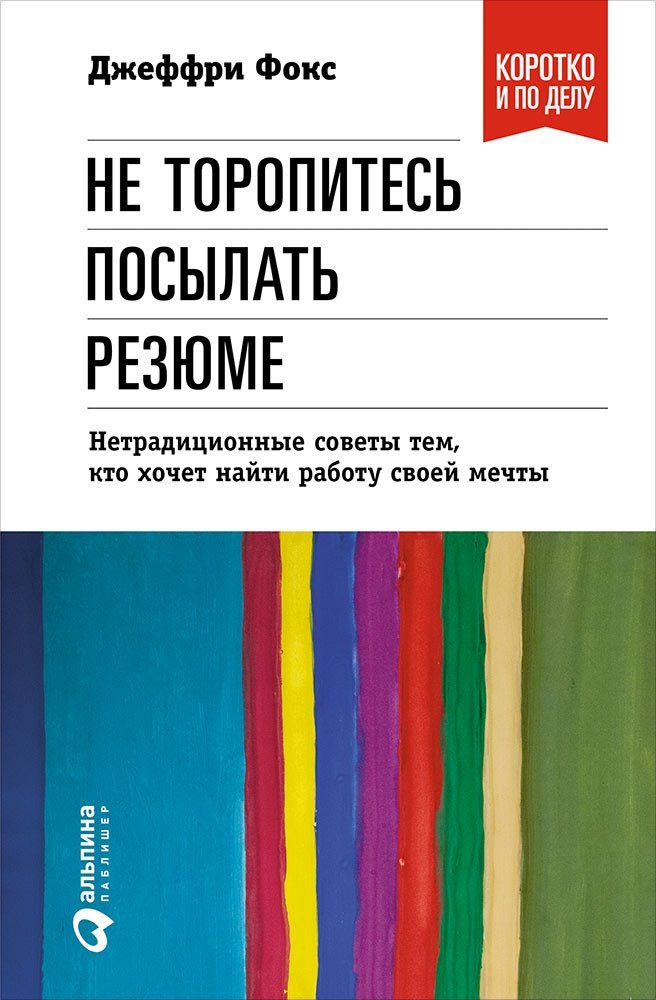 Джеффри Фокс
КОРОТКО
И ПО ДЕЛУ
НЕ ТОРОПИТЕСЬ
ПОСЫЛАТЬ
РЕЗЮМЕ
Нетрадиционные советы тем,
кто хочет найти работу своей мечты
альпина
ПАБЛИШЕР